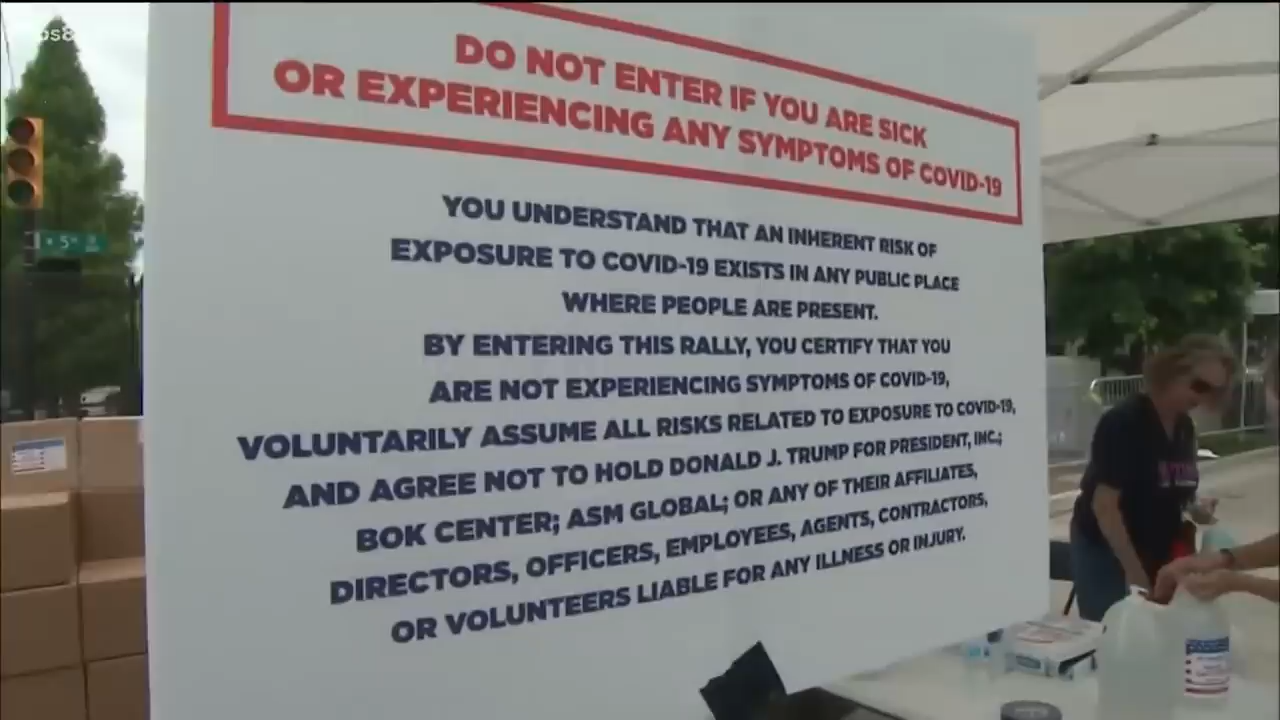 DO NOT ENTER IF YOU ARE SICK
OR EXPERIENCING ANY SYMPTOMS OF COVID-19
YOU UNDERSTAND THAT AN INHERENT RISK OF
EXPOSURE TO COVID-19 EXISTS IN ANY PUBLIC PLACE
WHERE PEOPLE ARE PRESENT.
BY ENTERING THIS RALLY, YOU CERTIFY THAT YOU
ARE NOT EXPERIENCING SYMPTOMS OF COVID-19,
VOLUNTARILY ASSUME ALL RISKS RELATED TO EXPOSURE TO COVID-19,
AND AGREE NOT TO HOLD DONALD J. TRUMP FOR PRESIDENT, INC.;
BOK CENTER; ASM GLOBAL; OR ANY OF THEIR AFFILIATES,
DIRECTORS, OFFICERS, EMPLOYEES, AGENTS, CONTRACTORS,
OR VOLUNTEERS LIABLE FOR ANY ILLNESS OR INJURY.